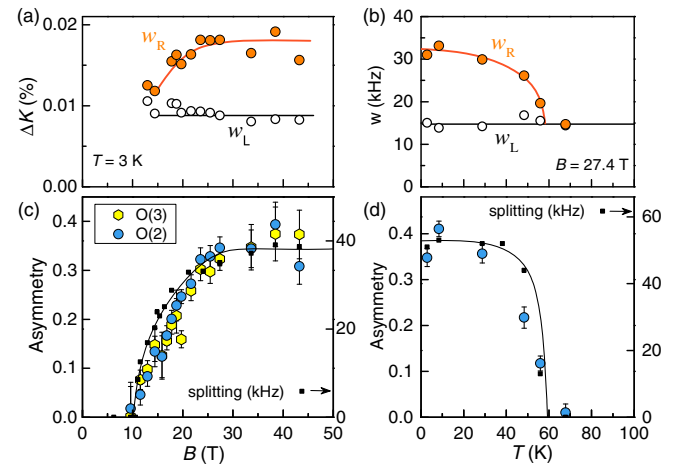 (a)
0.02
0.01
0.00
ΔK (%)
w_R
w_L
T = 3 K
(b)
45
30
15
0
w (kHz)
w_R
w_L
B = 27.4 T
(c)
0.4
0.3
0.2
0.1
0.0
Asymmetry
O(3)
O(2)
splitting (kHz)
40
20
0
0 10 20 30 40 50
B (T)
(d)
0.4
0.3
0.2
0.1
0.0
Asymmetry
splitting (kHz)
60
40
20
0
0 20 40 60 80 100
T (K)